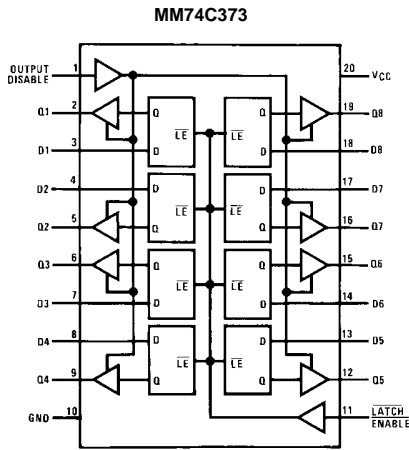 MM74C373
OUTPUT DISABLE 1 20 VCC
Q1 2 Q Q 19 Q8
LE LE
D1 3 D D 18 D8
D2 4 D D 17 D7
LE LE
Q2 5 Q Q 16 Q7
Q3 6 Q Q 15 Q6
LE LE
D3 7 D D 14 D6
D4 8 D D 13 D5
LE LE
Q4 9 Q Q 12 Q5
GND 10 11 LATCH ENABLE